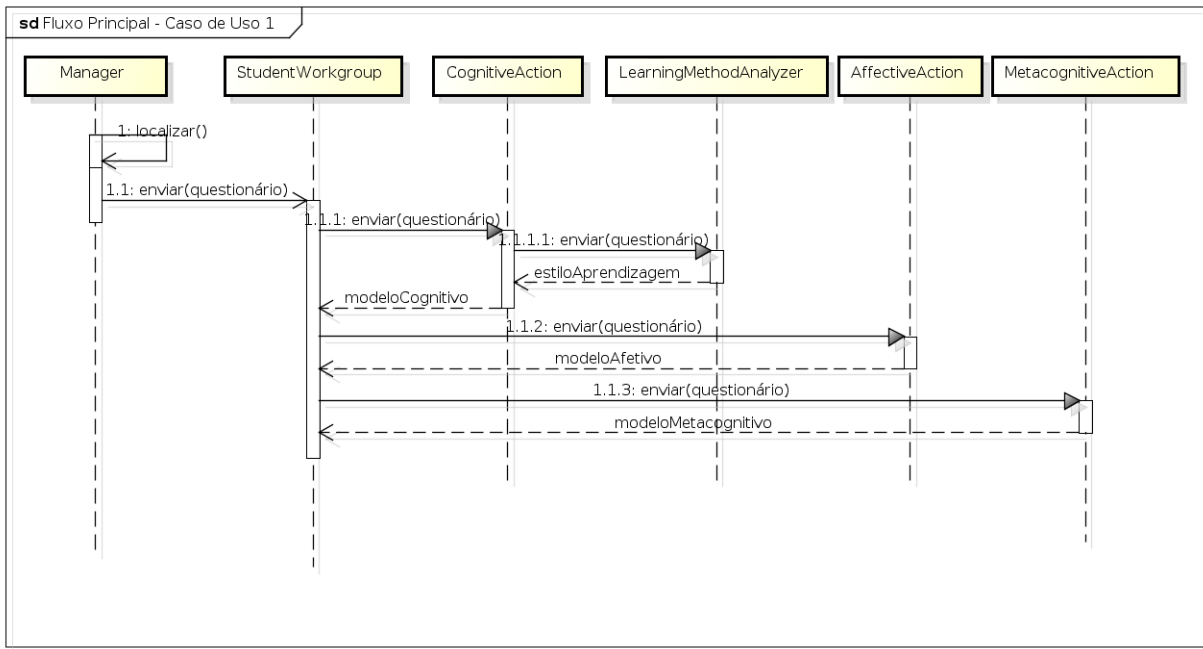 sd Fluxo Principal - Caso de Uso 1
Manager
StudentWorkgroup
CognitiveAction
LearningMethodAnalyzer
AffectiveAction
MetacognitiveAction
1: localizar()
1.1: enviar(questionário)
1.1.1: enviar(questionário)
1.1.1.1: enviar(questionário)
estiloAprendizagem
modeloCognitivo
1.1.2: enviar(questionário)
modeloAfetivo
1.1.3: enviar(questionário)
modeloMetacognitivo